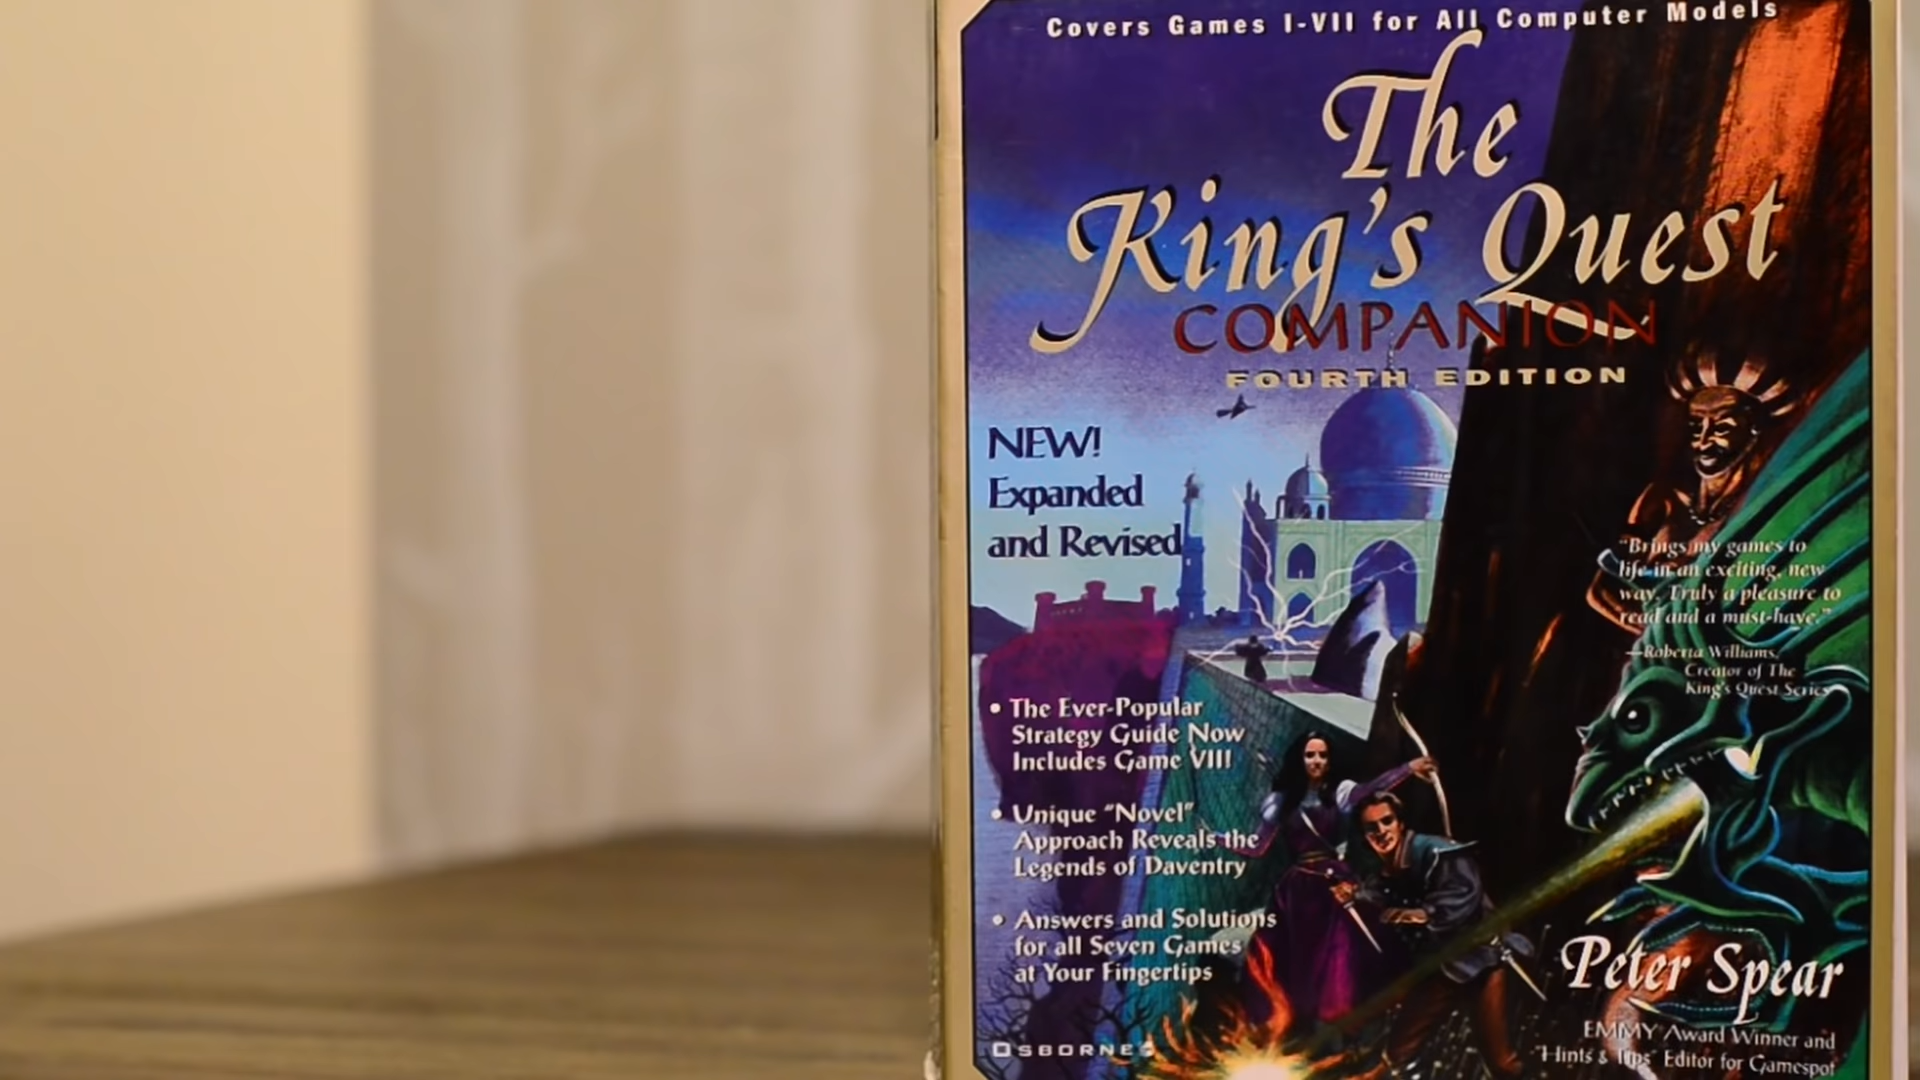 Covers Games I-VII for All Computer Models
The
King's Quest
COMPANION
FOURTH EDITION
NEW!
Expanded
and Revised
"Brings my games to
life in an exciting, new
way. Truly a pleasure to
read and a must-have."
—Roberta Williams,
Creator of The
King's Quest Series
• The Ever-Popular
Strategy Guide Now
Includes Game VII!
• Unique "Novel"
Approach Reveals the
Legends of Daventry
• Answers and Solutions
for all Seven Games
at Your Fingertips
Peter Spear
EMMY Award Winner and
"Hints & Tips" Editor for Gamespot
OSBORNE